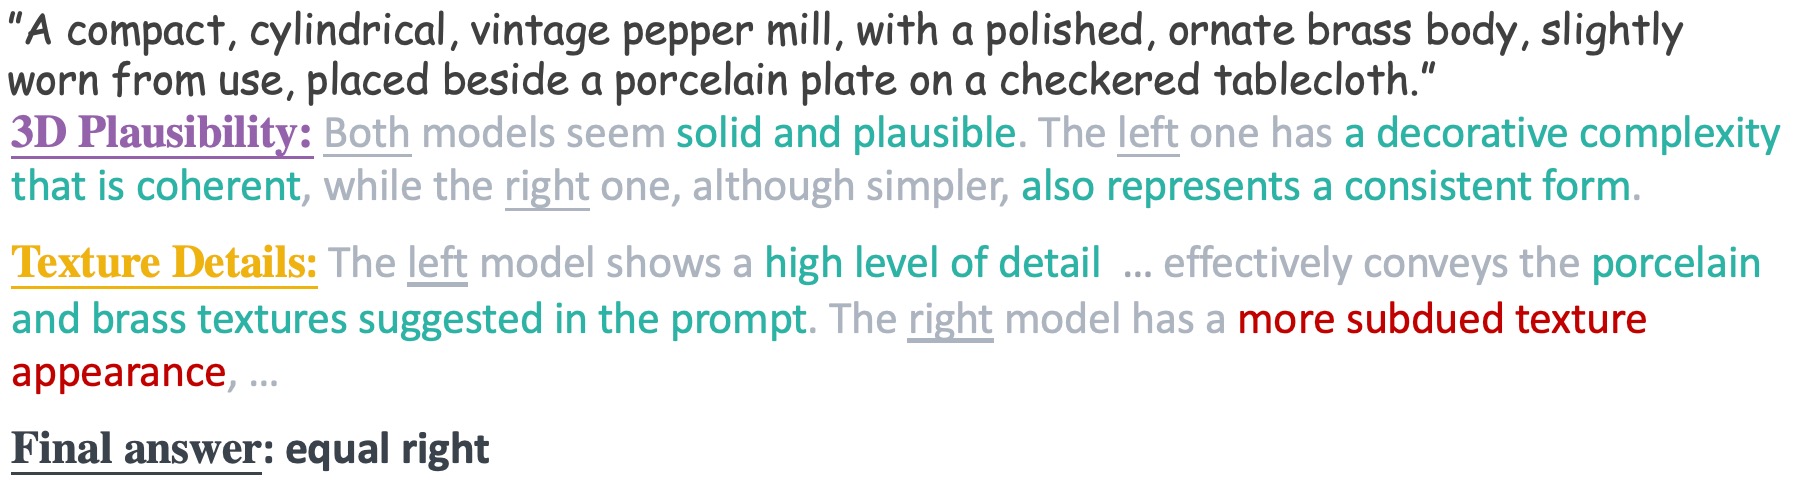 "A compact, cylindrical, vintage pepper mill, with a polished, ornate brass body, slightly
worn from use, placed beside a porcelain plate on a checkered tablecloth."
3D Plausibility: Both models seem solid and plausible. The left one has a decorative complexity
that is coherent, while the right one, although simpler, also represents a consistent form.
Texture Details: The left model shows a high level of detail ... effectively conveys the porcelain
and brass textures suggested in the prompt. The right model has a more subdued texture
appearance, ...
Final answer: equal right